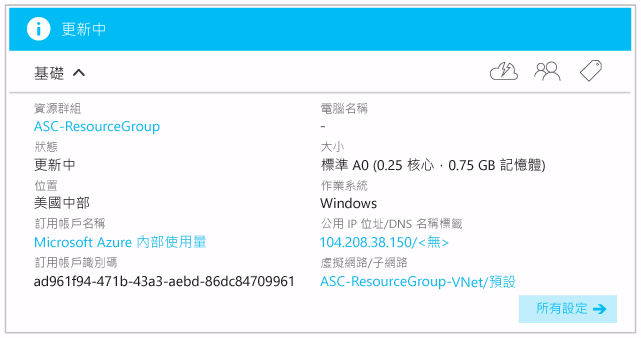 更新中
基礎
資源群組
ASC-ResourceGroup
狀態
更新中
位置
美國中部
訂用帳戶名稱
Microsoft Azure 內部使用量
訂用帳戶識別碼
ad961f94-471b-43a3-aebd-86dc84709961
電腦名稱
-
大小
標準 A0 (0.25 核心，0.75 GB 記憶體)
作業系統
Windows
公用 IP 位址/DNS 名稱標籤
104.208.38.150/<無>
虛擬網路/子網路
ASC-ResourceGroup-VNet/預設
所有設定